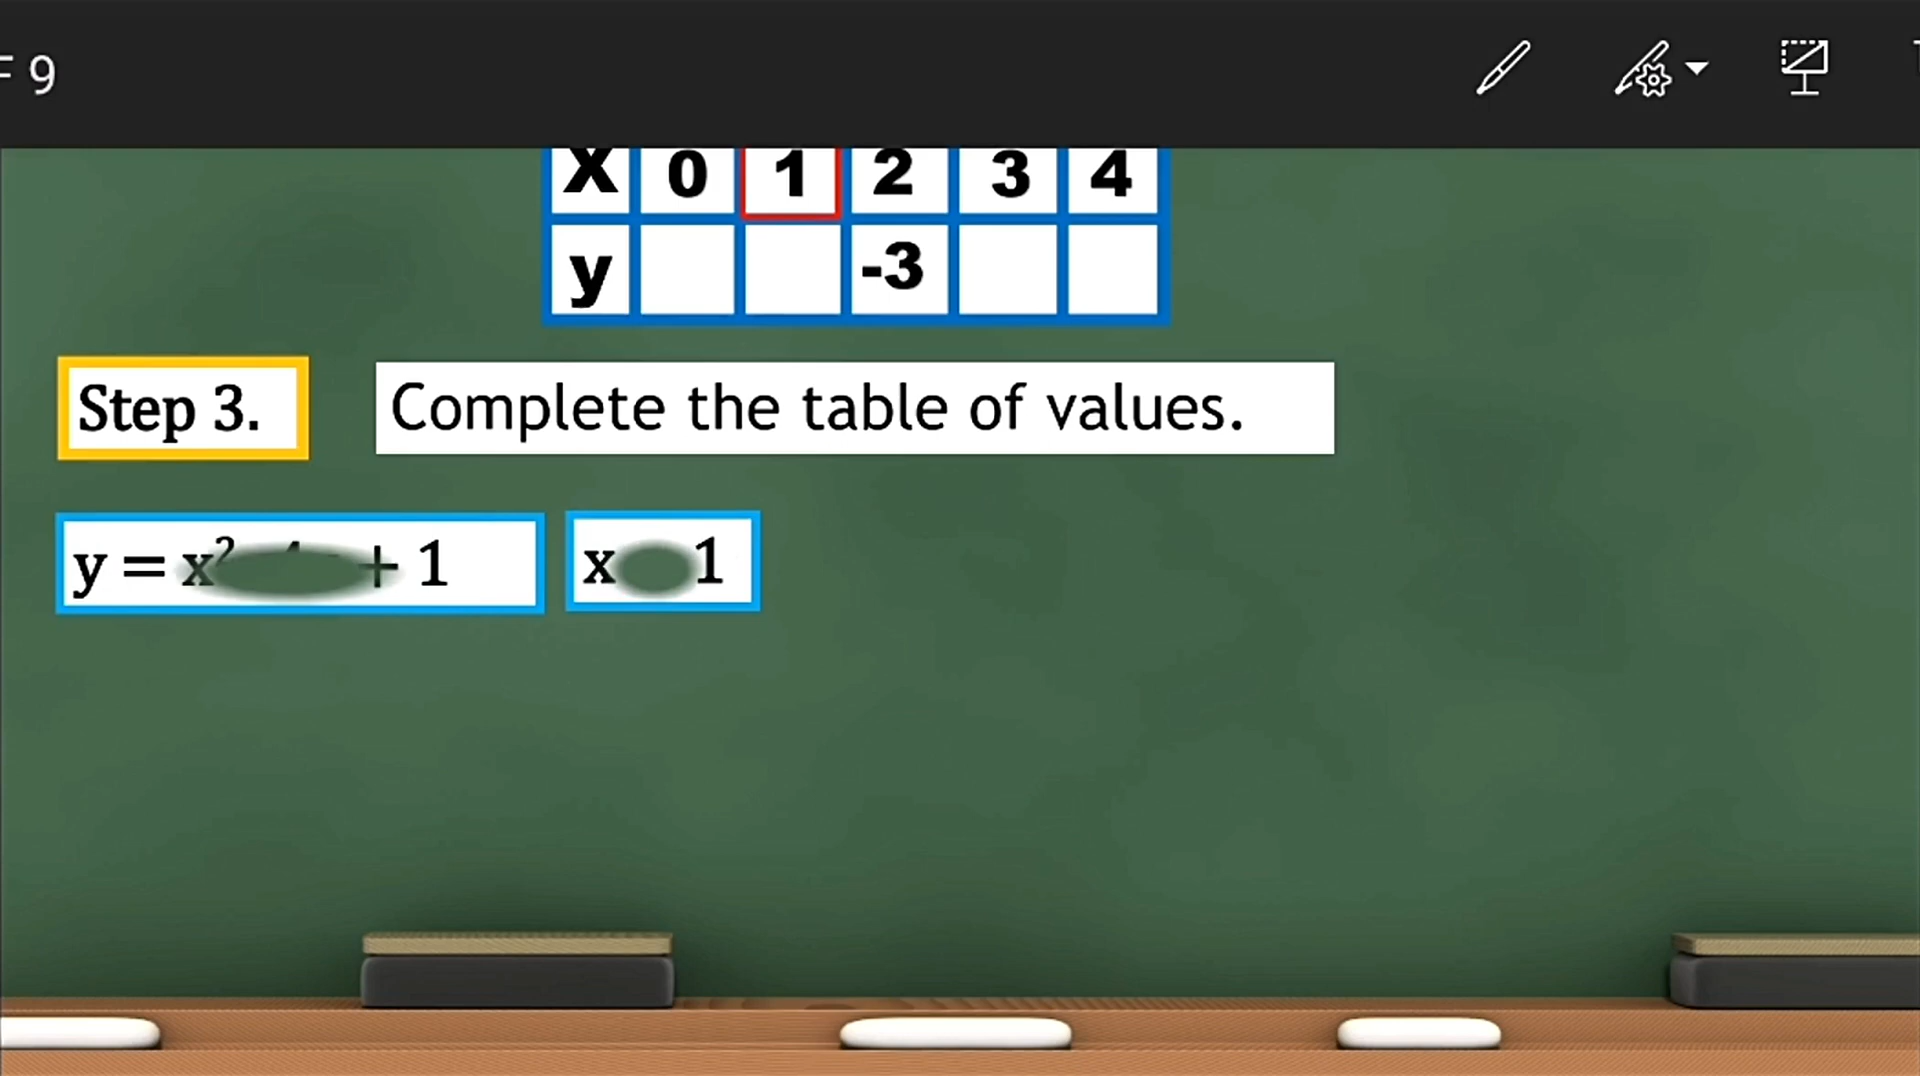 F 9
X 0 1 2 3 4
y -3
Step 3. Complete the table of values.
y = x² + 1 x 1